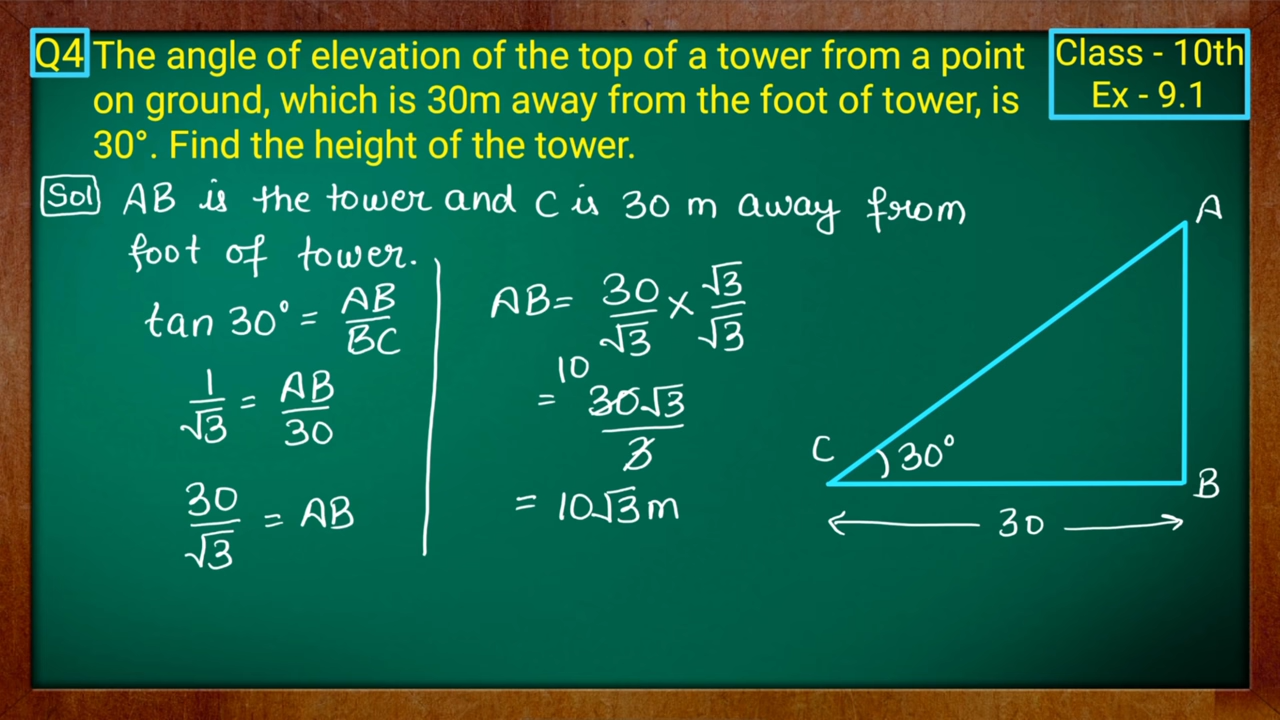 Q4 The angle of elevation of the top of a tower from a point
on ground, which is 30m away from the foot of tower, is
30°. Find the height of the tower.
Class - 10th
Ex - 9.1
Sol AB is the tower and C is 30 m away from
foot of tower.
tan 30° = AB/BC
1/√3 = AB/30
30/√3 = AB
AB = 30/√3 × √3/√3
10
= 30√3/3
= 10√3 m
A
C
30°
B
30